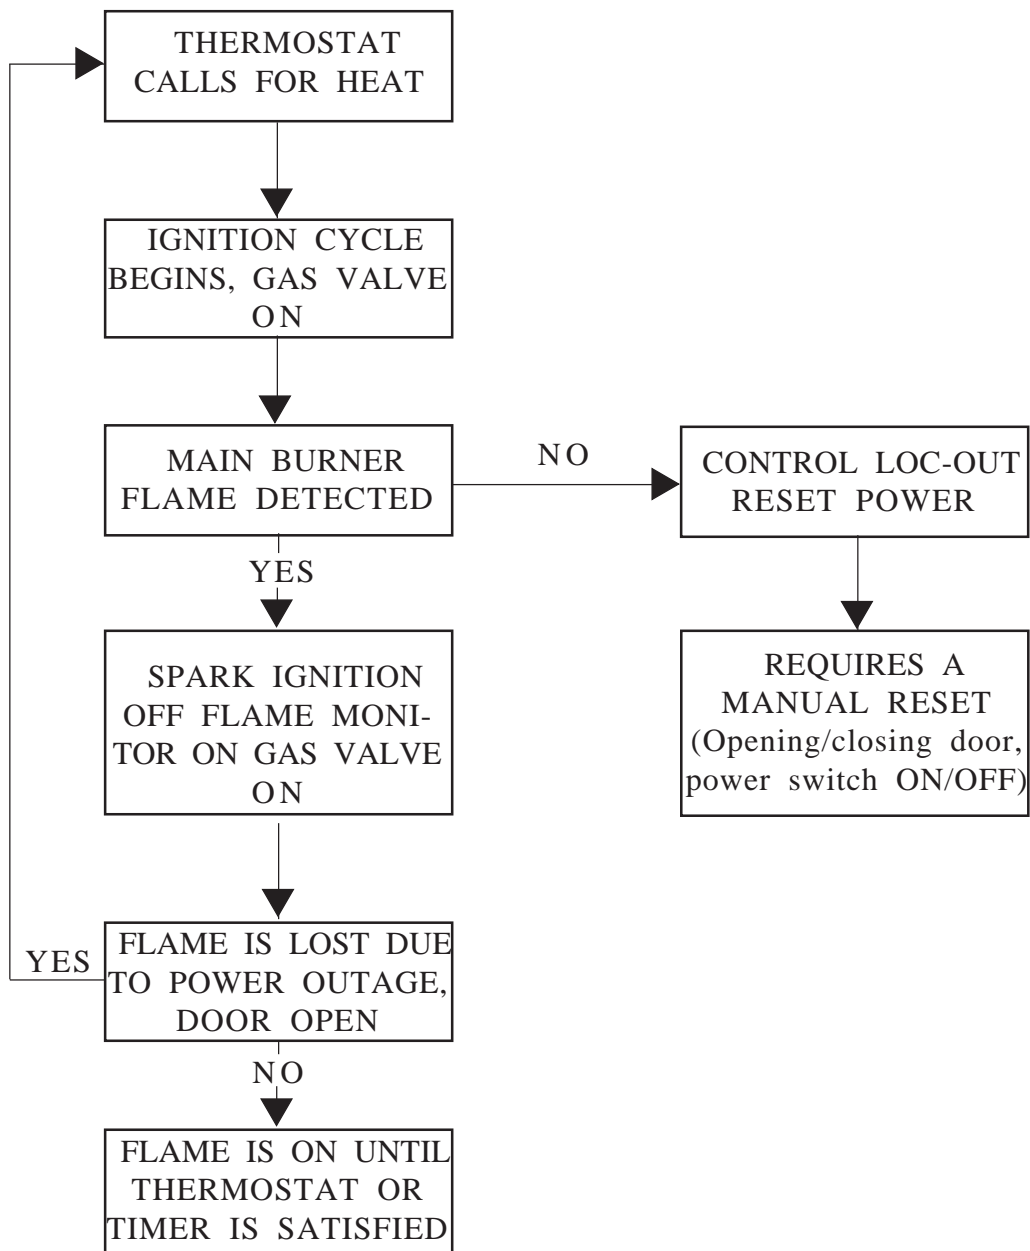 THERMOSTAT
CALLS FOR HEAT
IGNITION CYCLE
BEGINS, GAS VALVE
ON
MAIN BURNER
FLAME DETECTED
NO
CONTROL LOC-OUT
RESET POWER
YES
SPARK IGNITION
OFF FLAME MONI-
TOR ON GAS VALVE
ON
REQUIRES A
MANUAL RESET
(Opening/closing door,
power switch ON/OFF)
YES
FLAME IS LOST DUE
TO POWER OUTAGE,
DOOR OPEN
NO
FLAME IS ON UNTIL
THERMOSTAT OR
TIMER IS SATISFIED